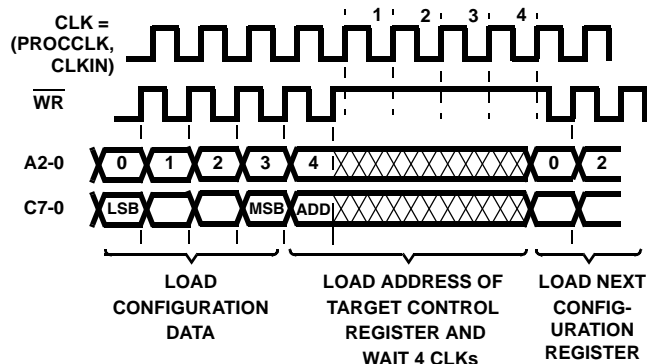 CLK =
(PROCCLK,
CLKIN)
1 2 3 4
WR
A2-0 0 1 2 3 4 0 2
C7-0 LSB MSB ADD
LOAD
CONFIGURATION
DATA
LOAD ADDRESS OF
TARGET CONTROL
REGISTER AND
WAIT 4 CLKs
LOAD NEXT
CONFIG-
URATION
REGISTER